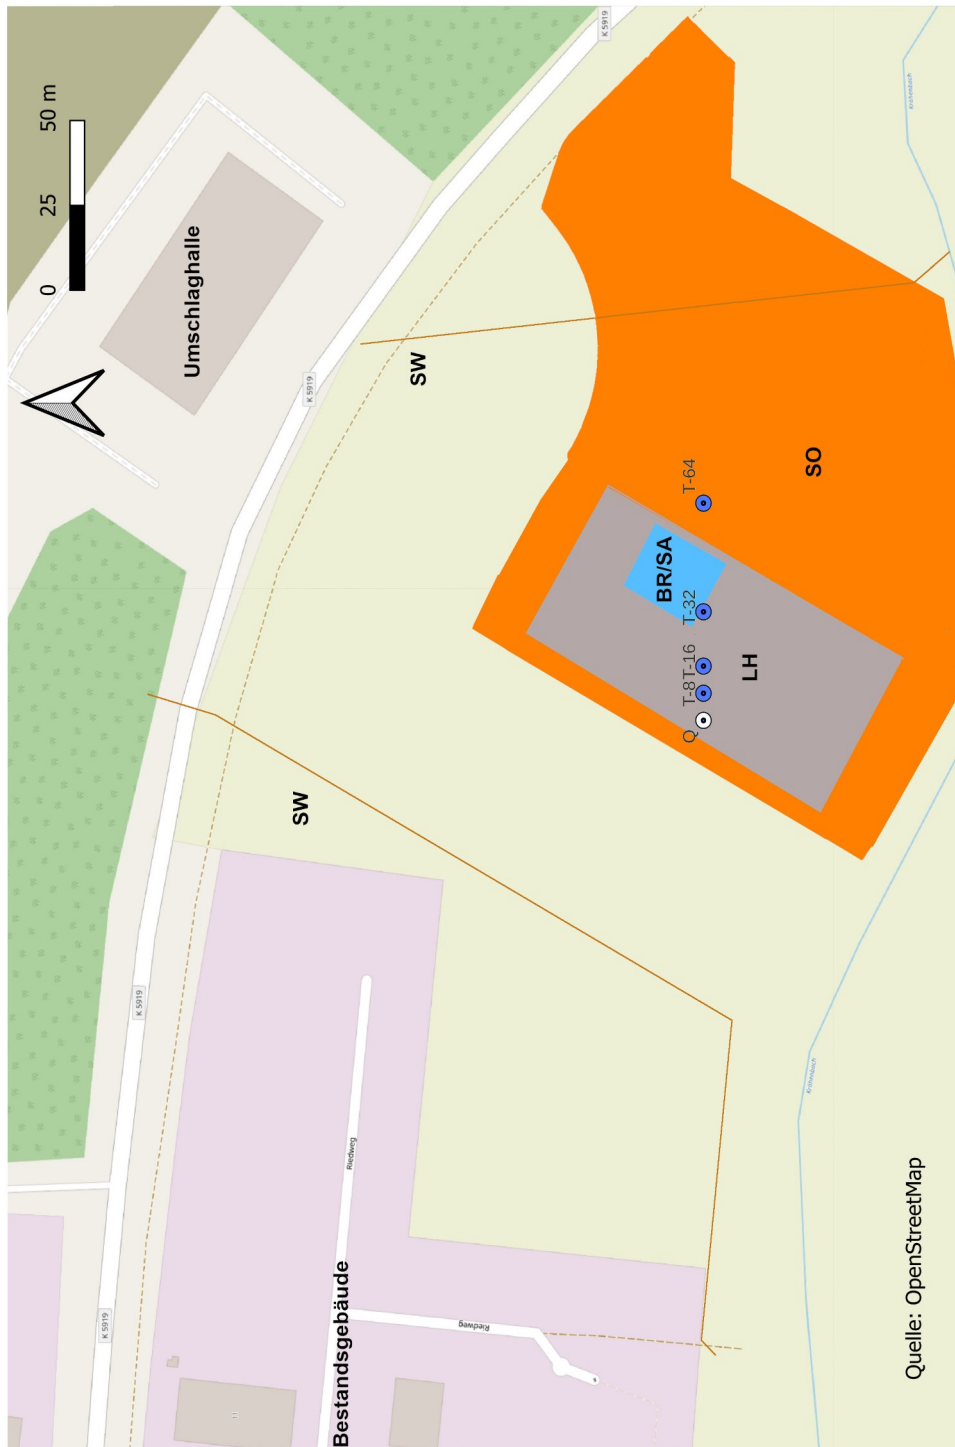 0 25 50 m
K 5919
K 5919
Umschlaghalle
SW
K 5919
Bestandsgebäude
Riedweg
SW
Riedweg
K 5919
BR/SA
Q T-8 T-16 T-32 T-64
LH
SO
Quelle: OpenStreetMap